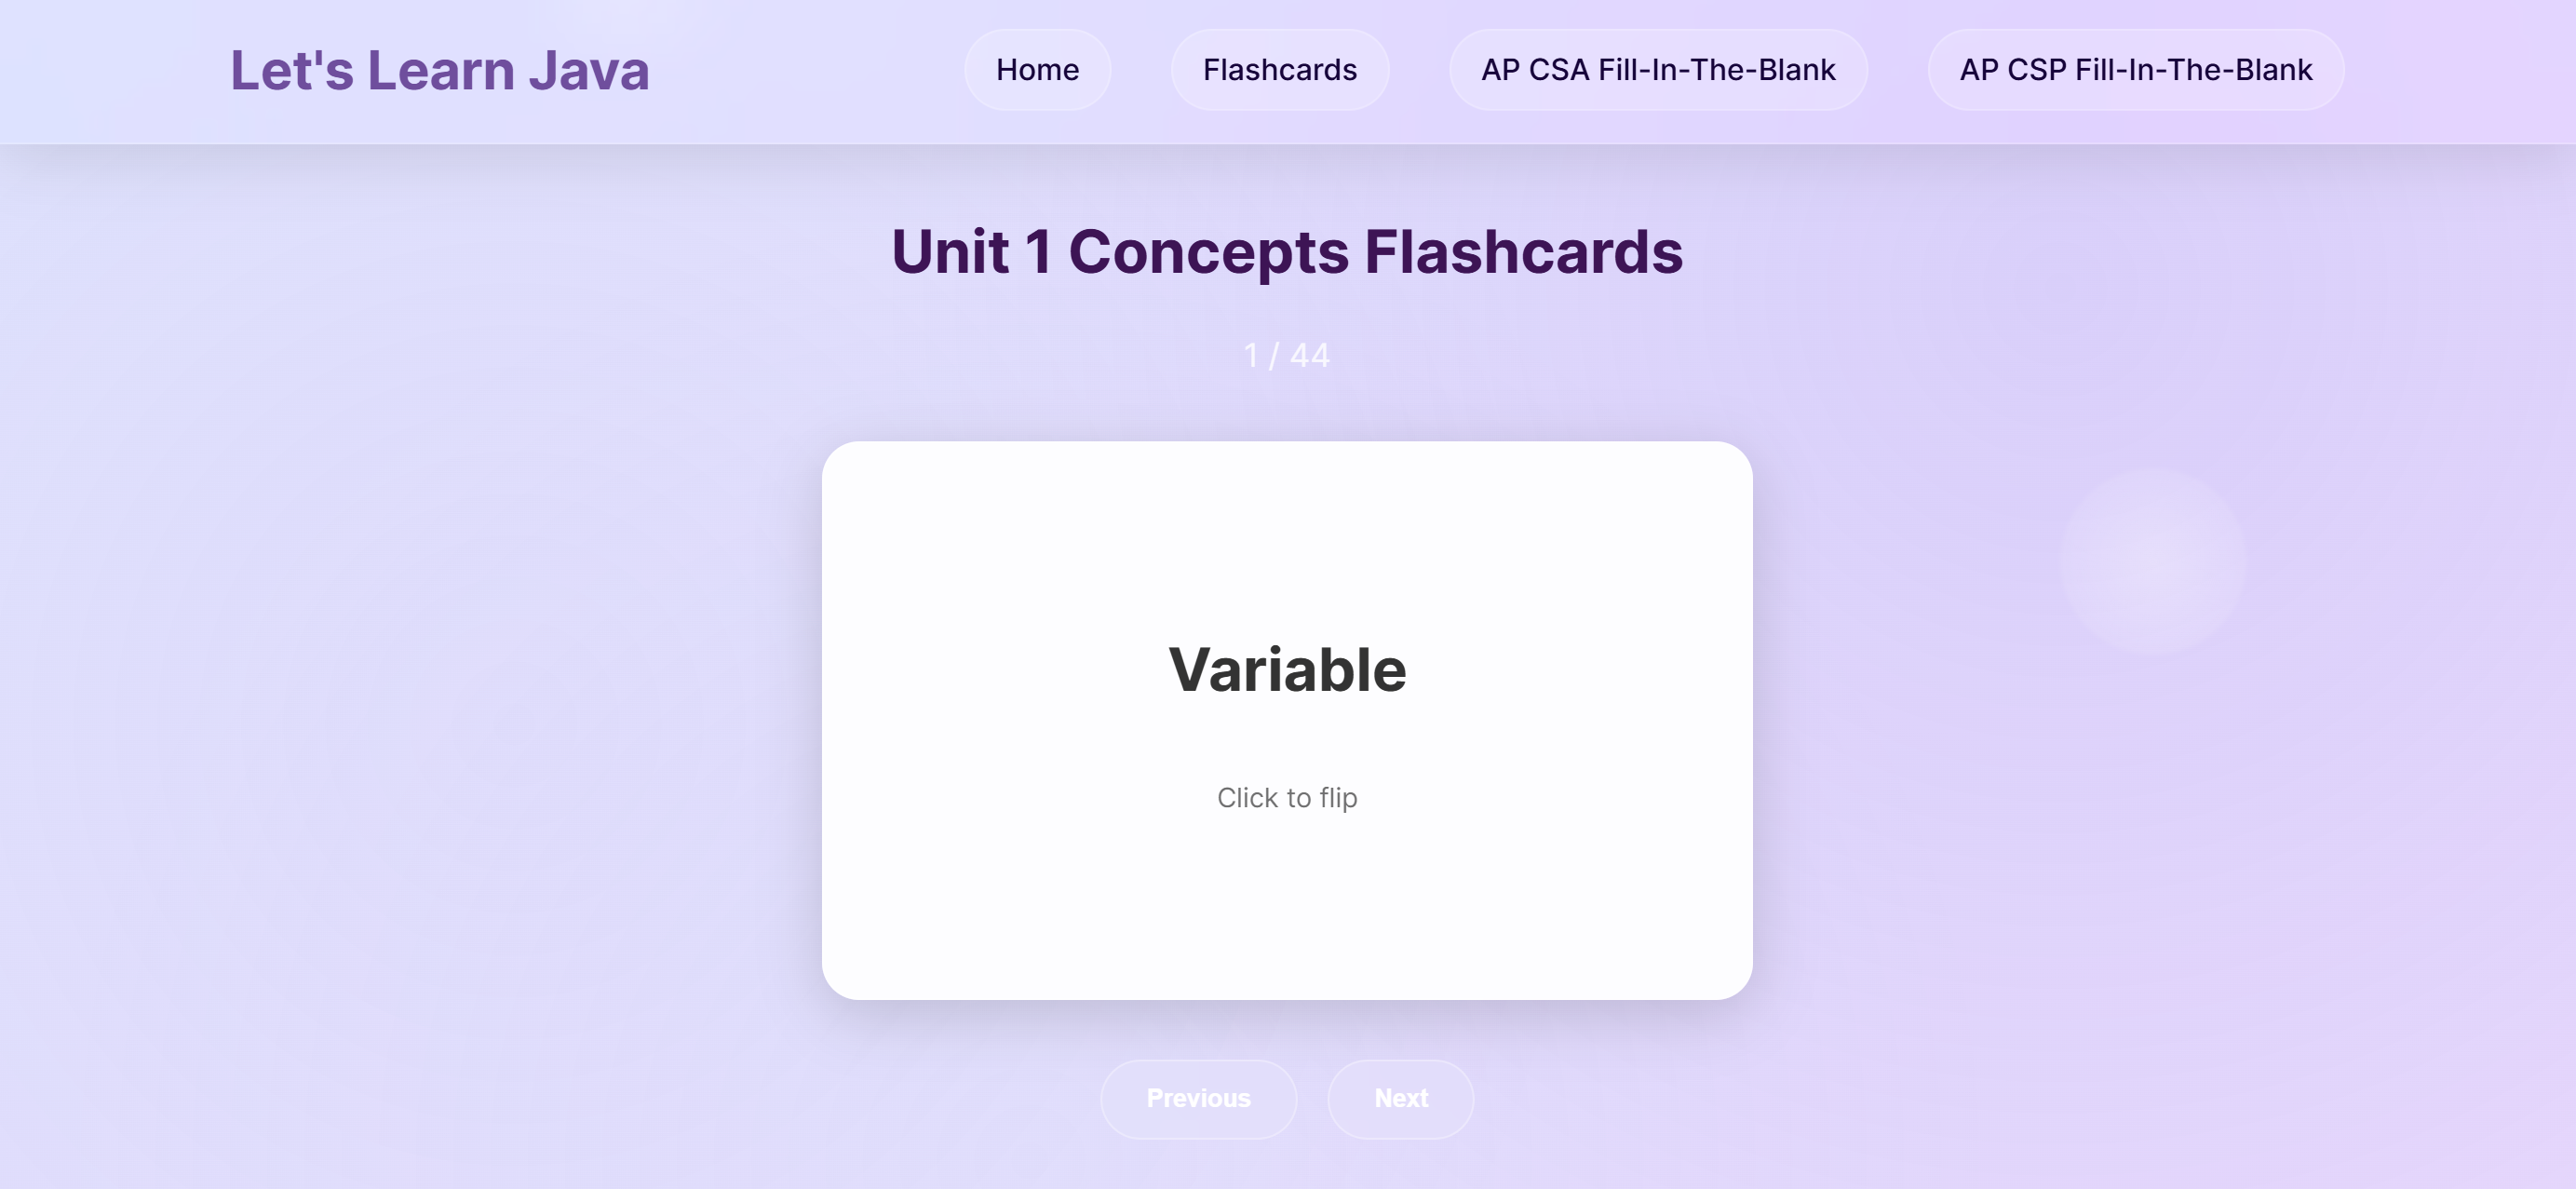 Let's Learn Java
Home
Flashcards
AP CSA Fill-In-The-Blank
AP CSP Fill-In-The-Blank
Unit 1 Concepts Flashcards
1 / 44
Variable
Click to flip
Previous
Next